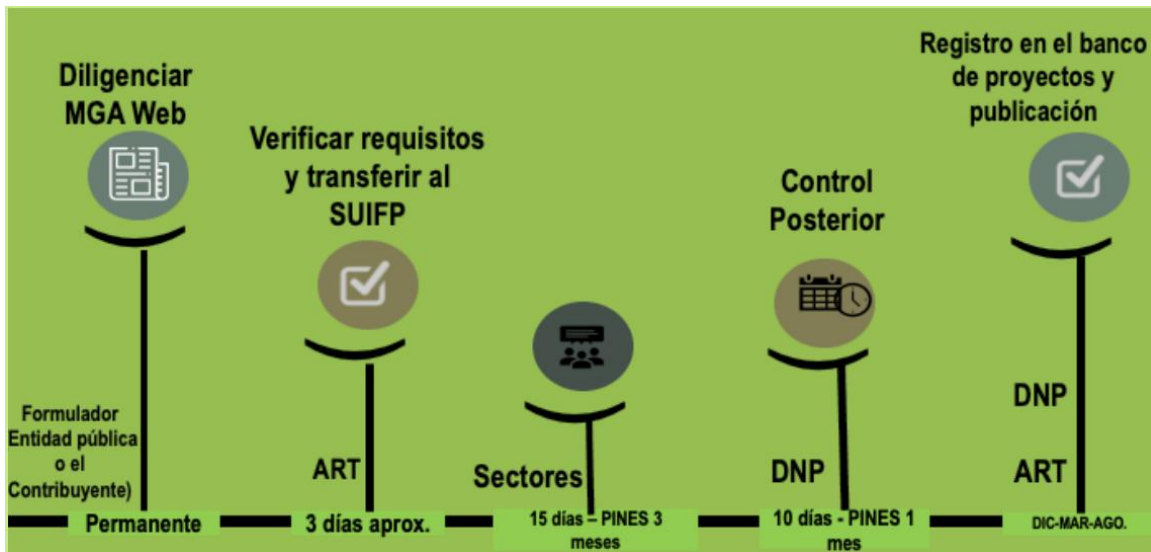 Diligenciar
MGA Web
Formulador
Entidad pública
o el
Contribuyente)
Permanente
Verificar requisitos
y transferir al
SUIFP
ART
3 días aprox.
Sectores
15 días – PINES 3
meses
Control
Posterior
DNP
10 días - PINES 1
mes
Registro en el banco
de proyectos y
publicación
DNP
ART
DIC-MAR-AGO.